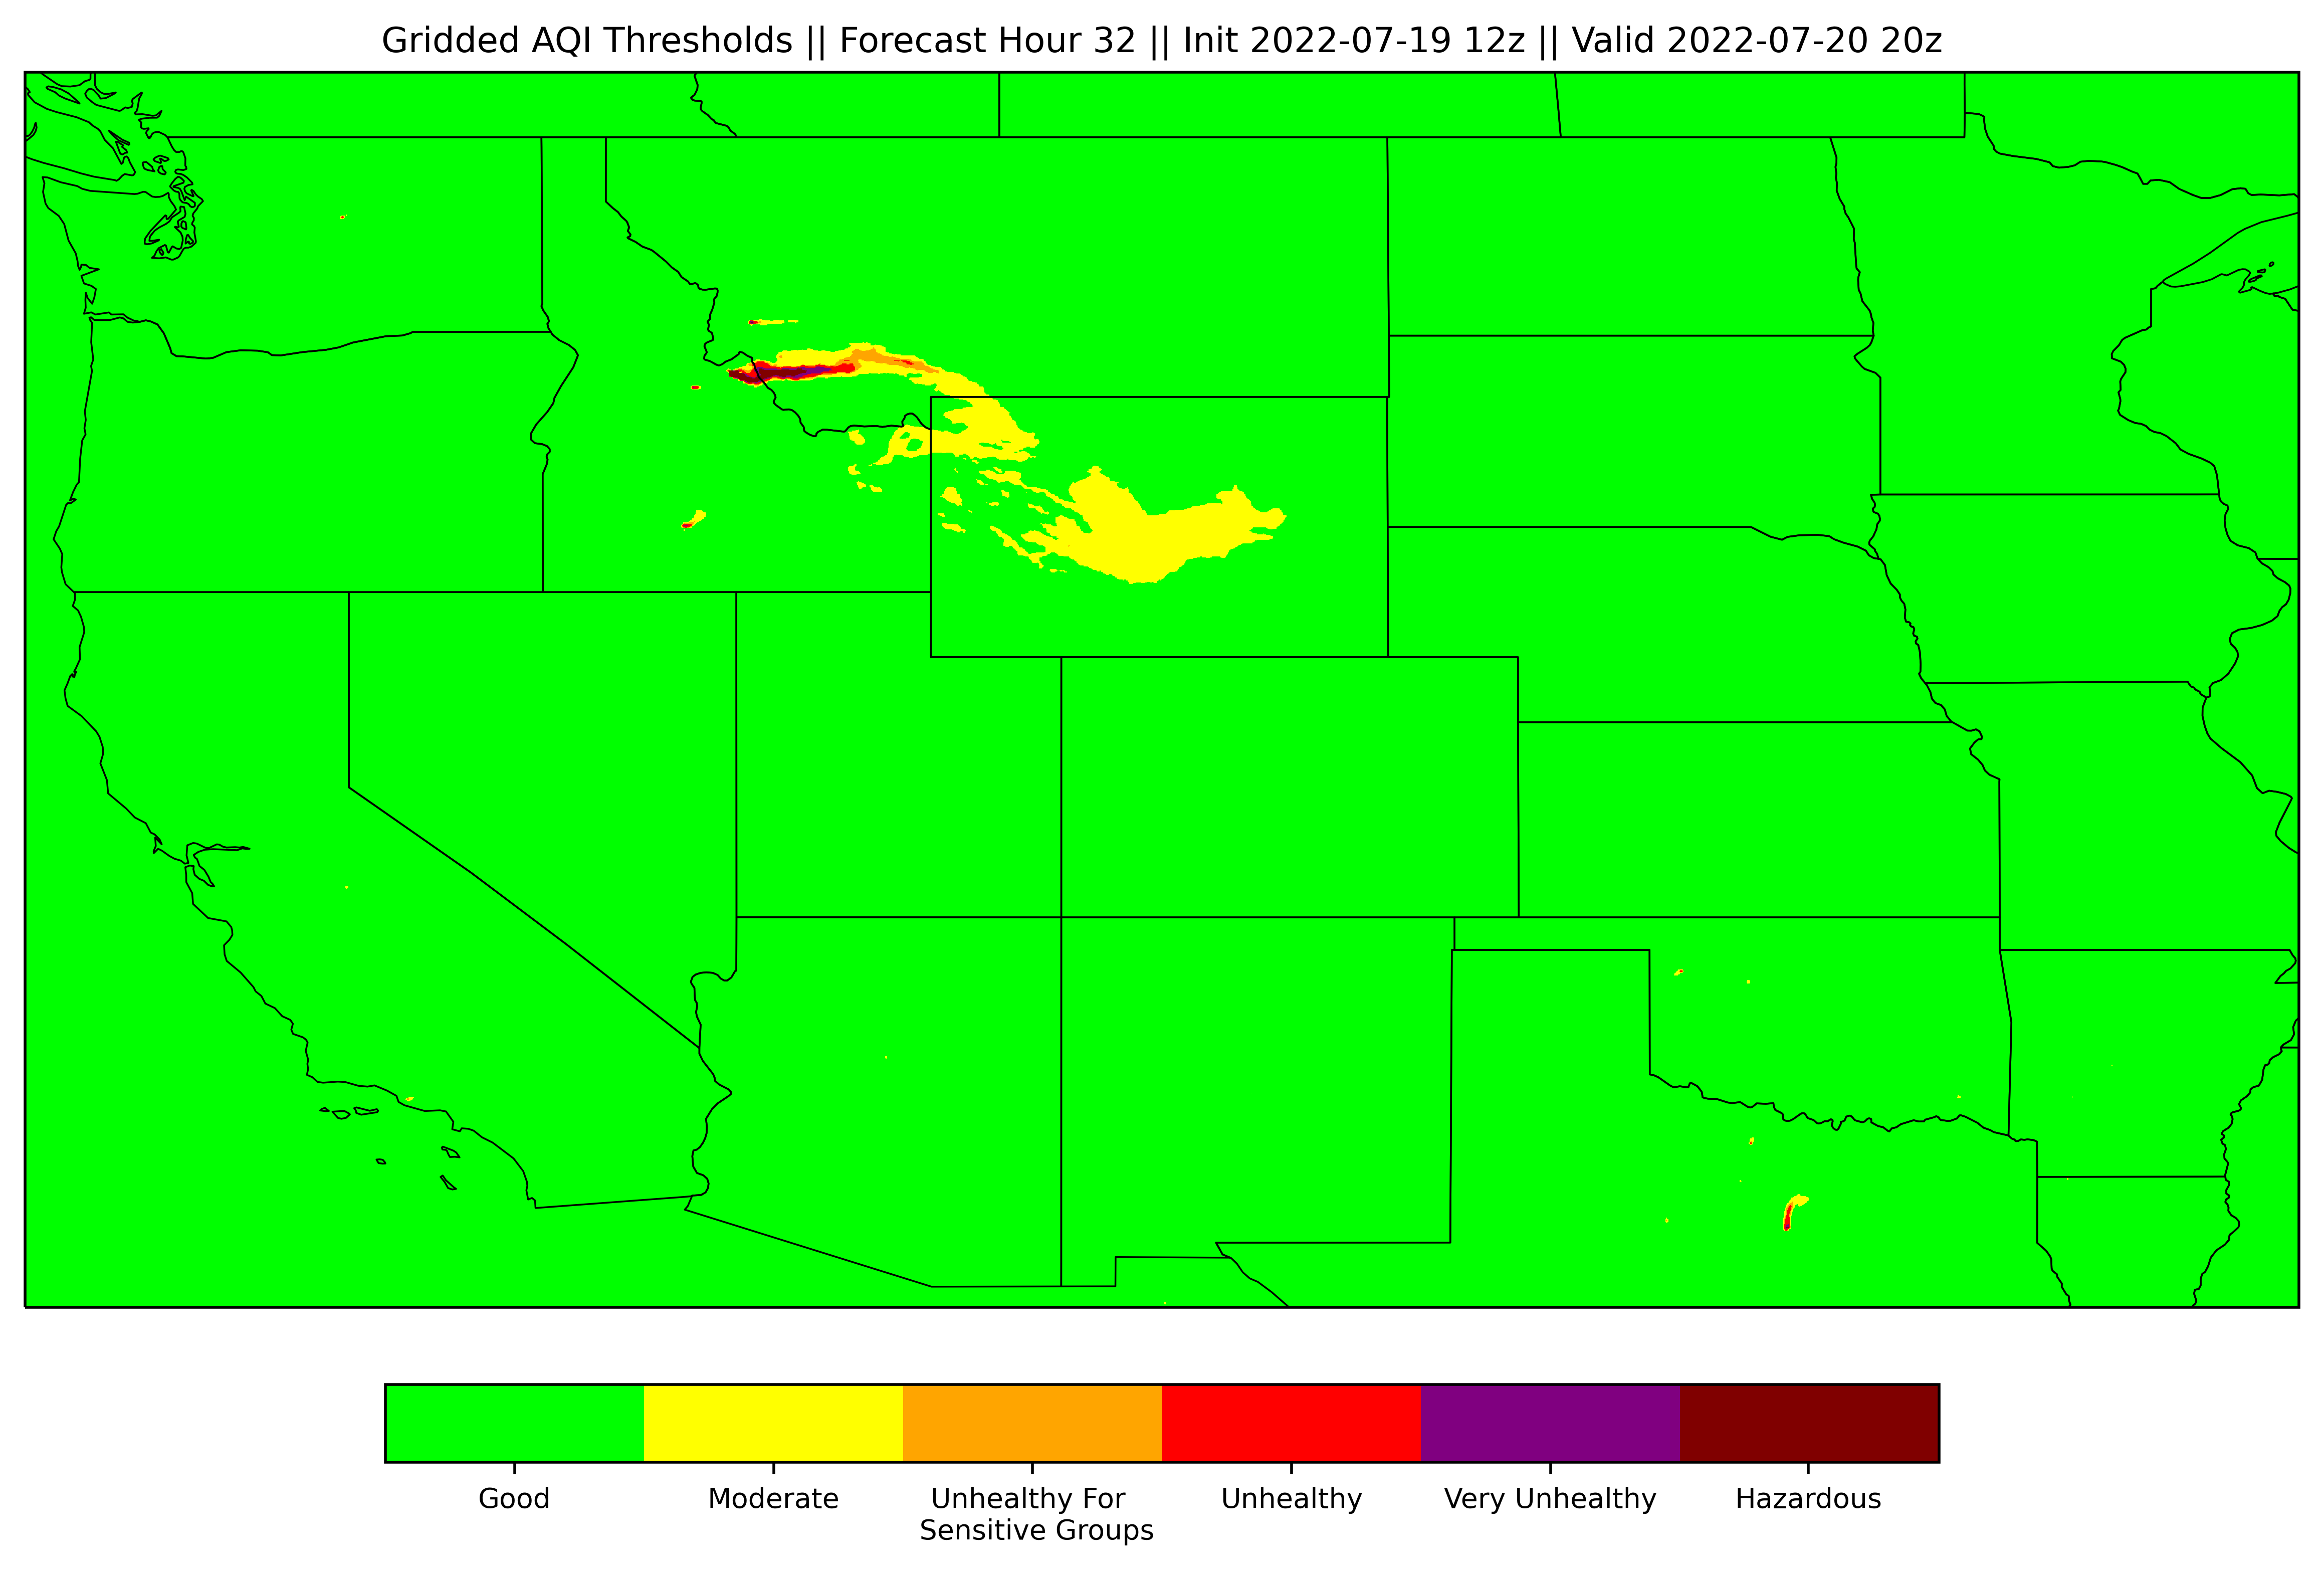 Gridded AQI Thresholds || Forecast Hour 32 || Init 2022-07-19 12z || Valid 2022-07-20 20z
Good
Moderate
Unhealthy For
Sensitive Groups
Unhealthy
Very Unhealthy
Hazardous